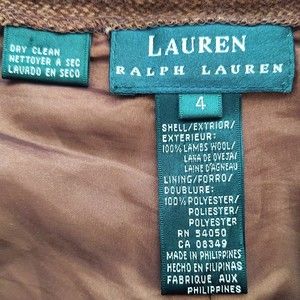 DRY CLEAN
NETTOYER A SEC
LAVADO EN SECO
LAUREN
RALPH LAUREN
4
SHELL/EXTRIOR/
EXTERIEUR:
100% LAMBS WOOL/
LANA DE OVEJA/
LAINE D'AGNEAU
LINING/FORRO/
DOUBLURE:
100% POLYESTER/
POLIESTER/
POLYESTER
RN 54050
CA 08349
MADE IN PHILIPPINES
HECHO EN FILIPINAS
FABRIQUE AUX
PHILIPPINES